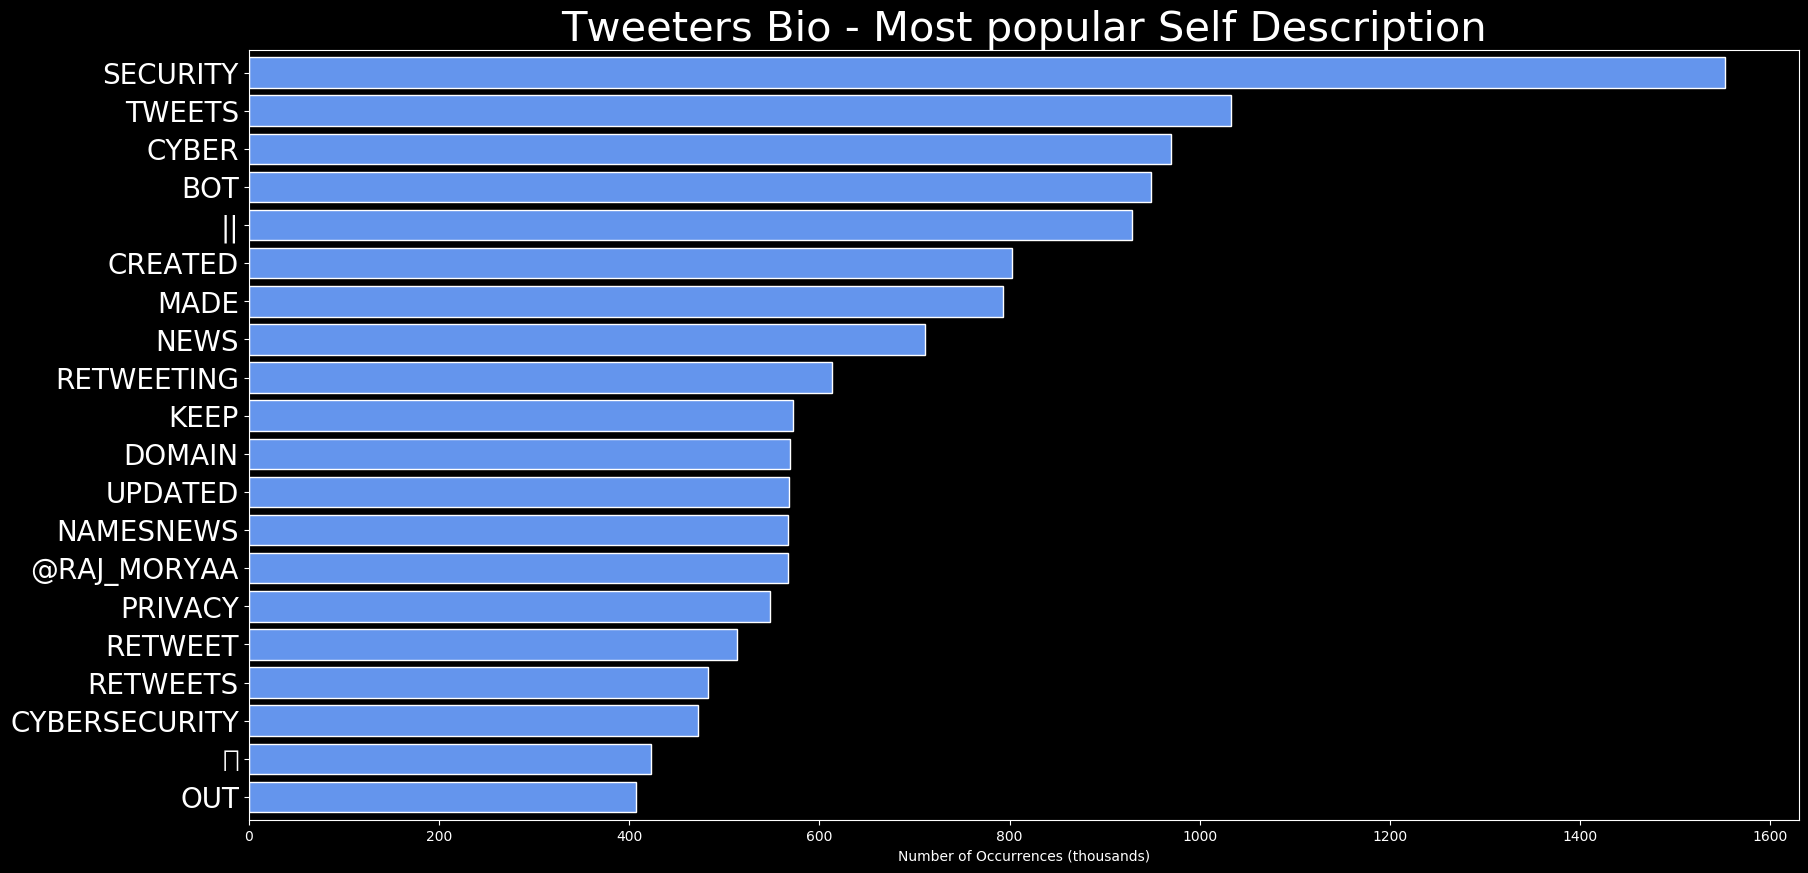 Tweeters Bio - Most popular Self Description
SECURITY
TWEETS
CYBER
BOT
||
CREATED
MADE
NEWS
RETWEETING
KEEP
DOMAIN
UPDATED
NAMESNEWS
@RAJ_MORYAA
PRIVACY
RETWEET
RETWEETS
CYBERSECURITY
OUT
0 200 400 600 800 1000 1200 1400 1600
Number of Occurrences (thousands)